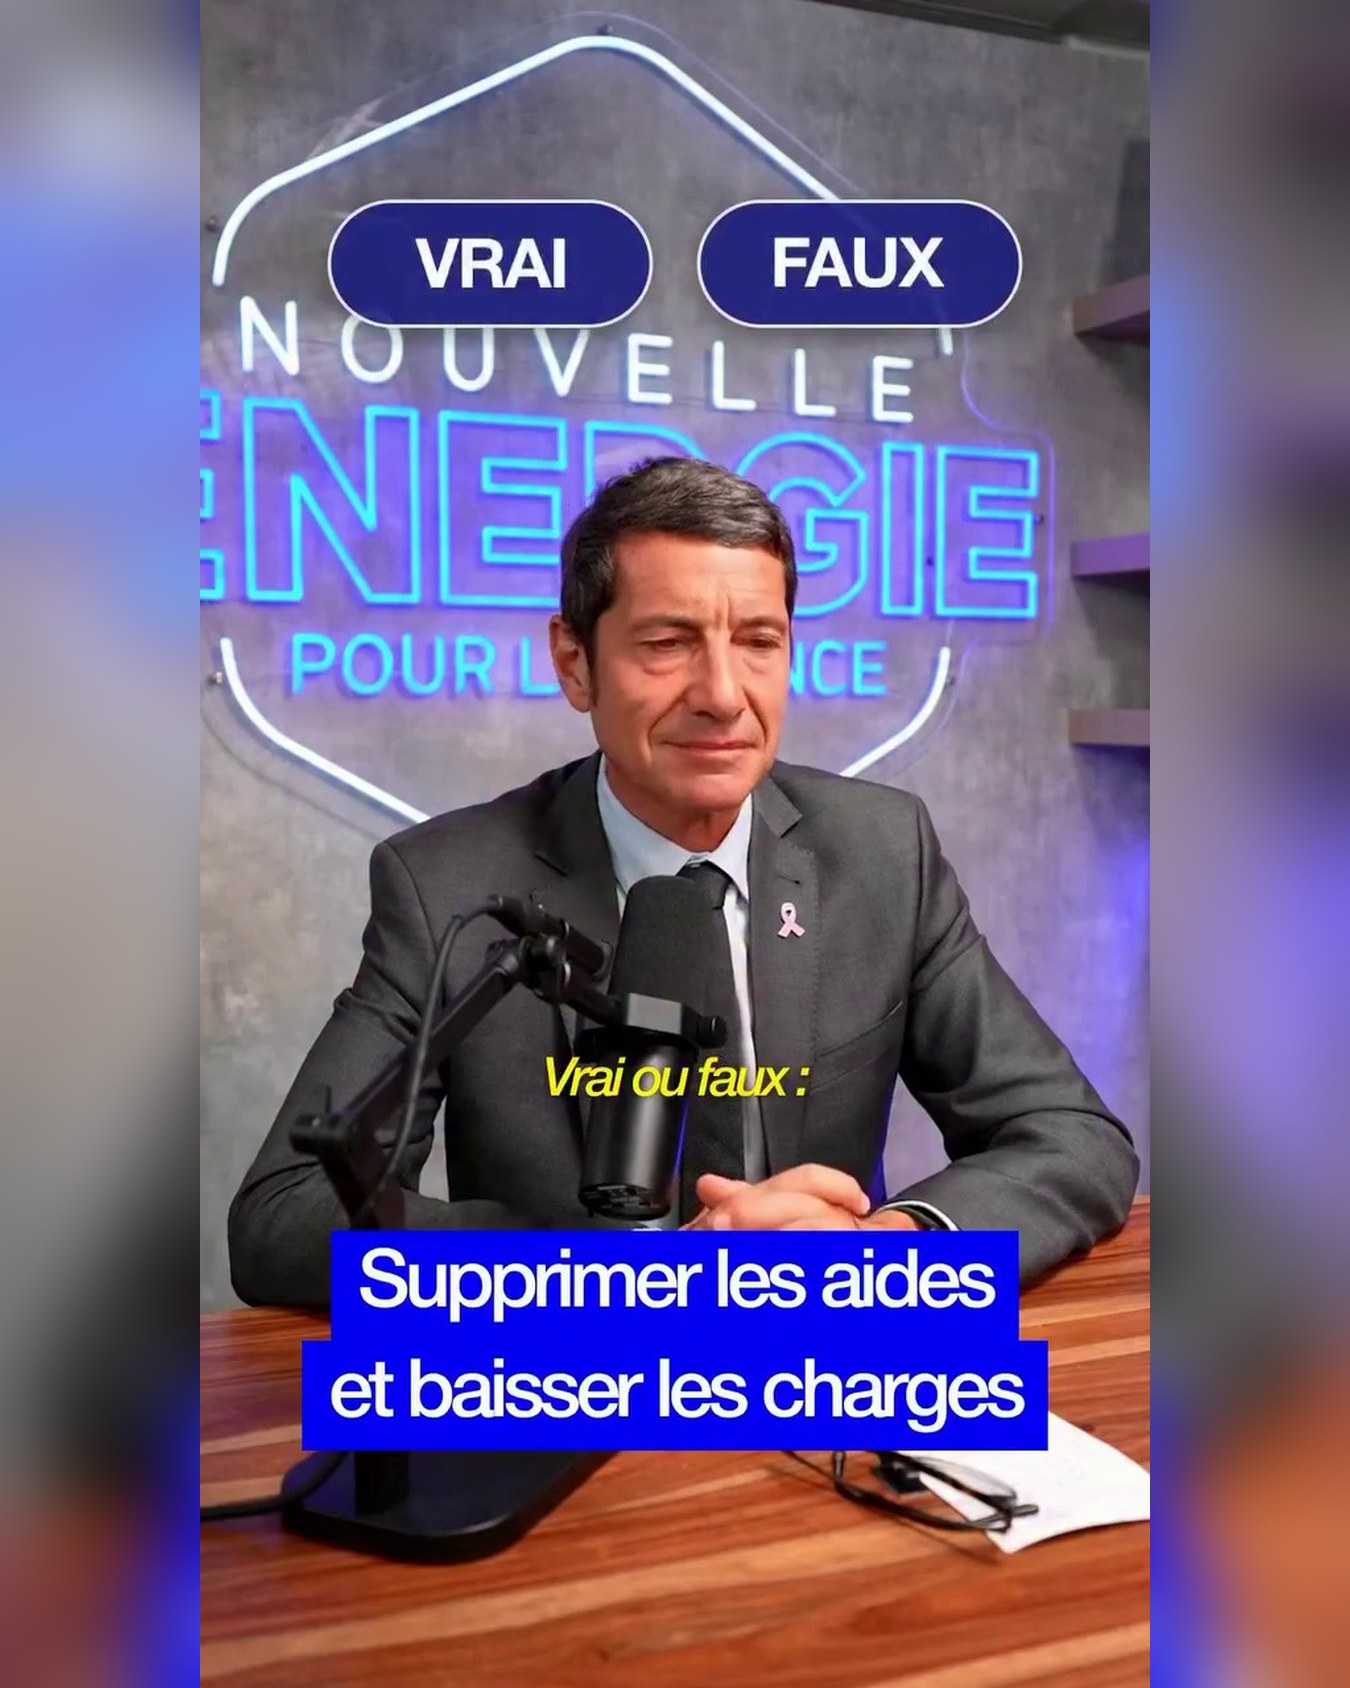 VRAI FAUX
NOUVELLE
ENERGIE
POUR L NCE
Vrai ou faux :
Supprimer les aides
et baisser les charges